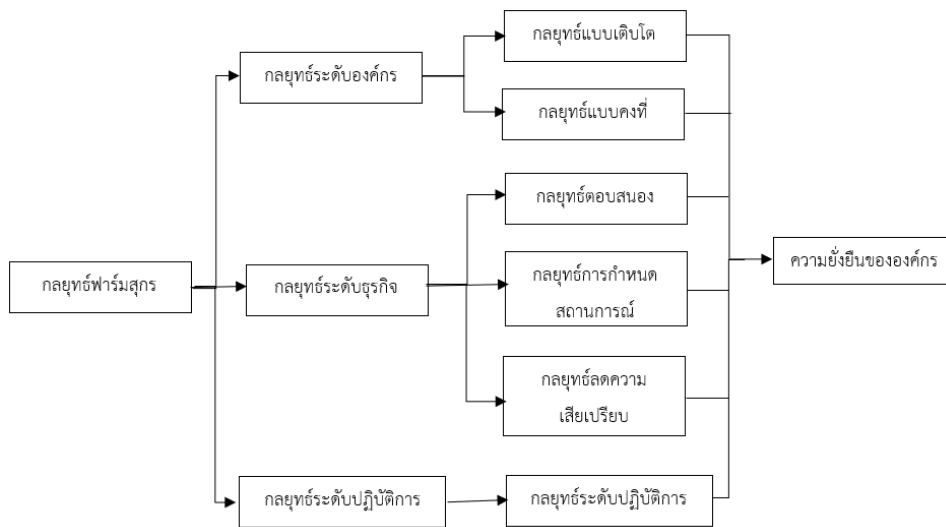 กลยุทธ์แบบเติบโต
กลยุทธ์ระดับองค์กร
กลยุทธ์แบบคงที่
กลยุทธ์ตอบสนอง
กลยุทธ์ฟาร์มสุกร
กลยุทธ์ระดับธุรกิจ
กลยุทธ์การกำหนด
สถานการณ์
ความยั่งยืนขององค์กร
กลยุทธ์ลดความ
เสียเปรียบ
กลยุทธ์ระดับปฏิบัติการ
กลยุทธ์ระดับปฏิบัติการ